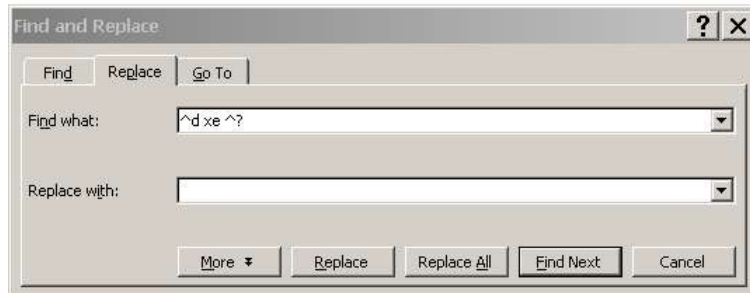 Find and Replace ? X
Find Replace Go To
Find what: ^d xe ^?
Replace with:
More Replace Replace All Find Next Cancel